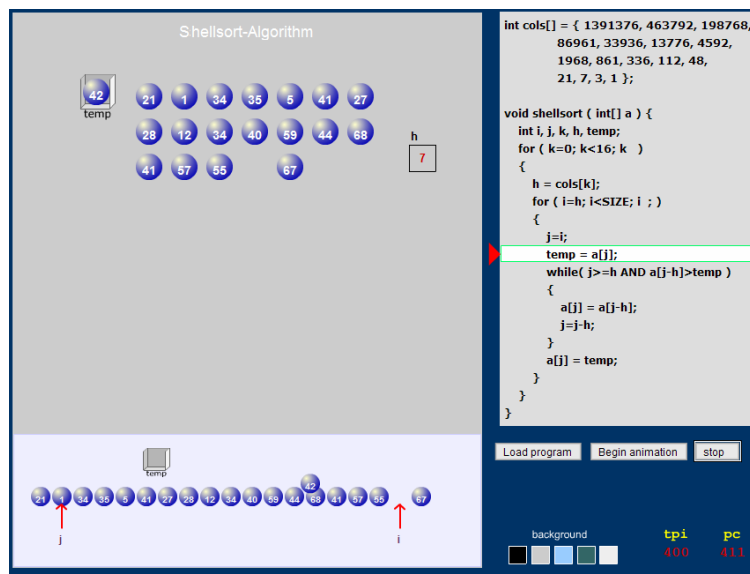 Shellsort-Algorithm
42
temp
21 1 34 35 5 41 27
28 12 34 40 59 44 68
41 57 55 67
h
7
temp
42
21 1 34 35 5 41 27 28 12 34 40 59 44 68 41 57 55 67
j
i
int cols[] = { 1391376, 463792, 198768,
86961, 33936, 13776, 4592,
1968, 861, 336, 112, 48,
21, 7, 3, 1 };
void shellsort ( int[] a ) {
int i, j, k, h, temp;
for ( k=0; k<16; k )
{
h = cols[k];
for ( i=h; i<SIZE; i ; )
{
j=i;
temp = a[j];
while( j>=h AND a[j-h]>temp )
{
a[j] = a[j-h];
j=j-h;
}
a[j] = temp;
}
}
}
Load program Begin animation stop
background
tpi pc
400 411